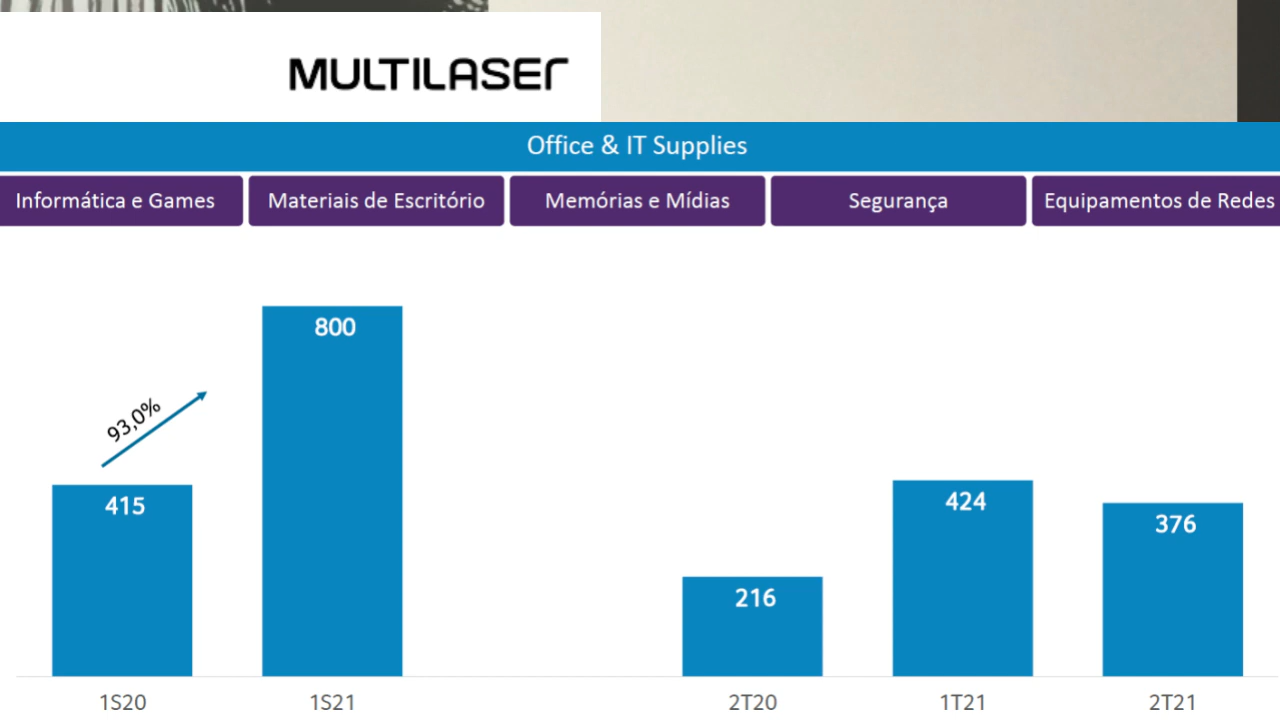 MULTILASER
Office & IT Supplies
Informática e Games
Materiais de Escritório
Memórias e Mídias
Segurança
Equipamentos de Redes
93,0%
415
800
216
424
376
1S20
1S21
2T20
1T21
2T21